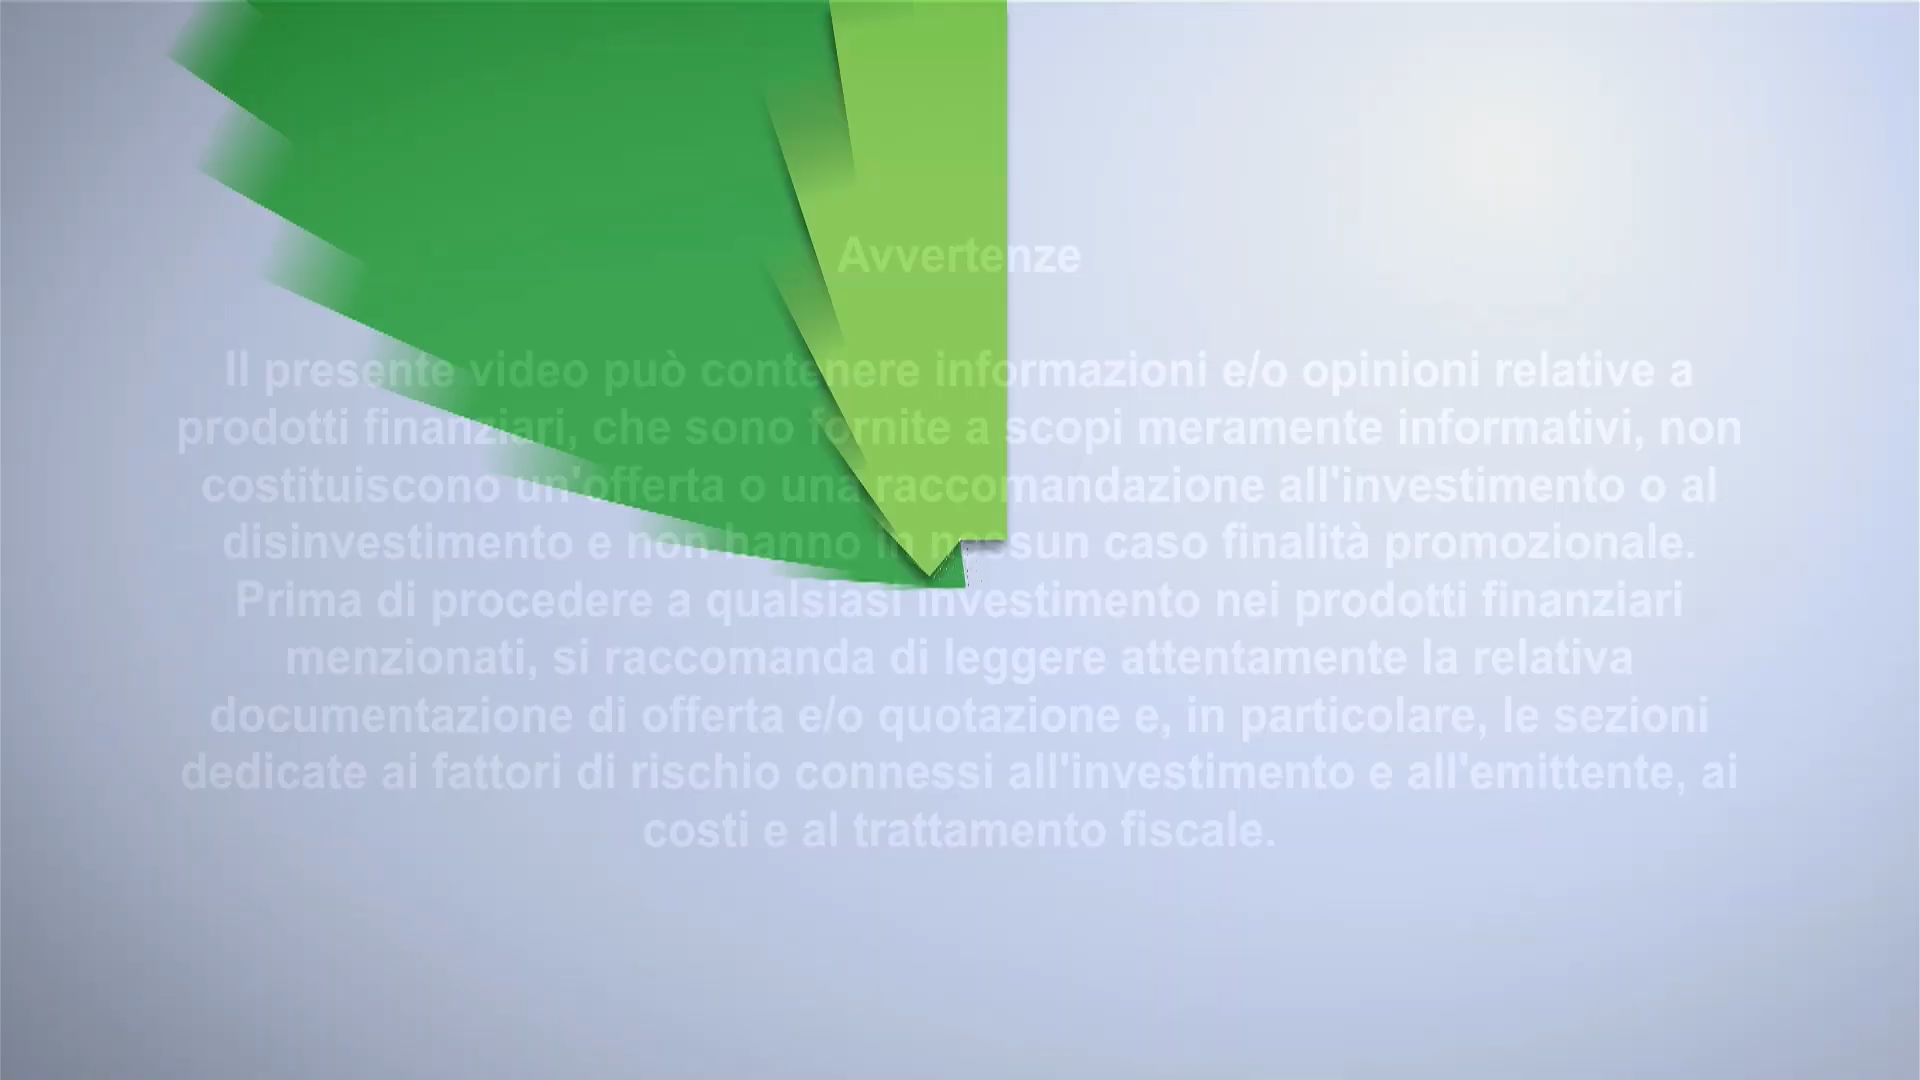 Avvertenze
Il presente video può contenere informazioni e/o opinioni relative a
prodotti finanziari, che sono fornite a scopi meramente informativi, non
costituiscono un'offerta o una raccomandazione all'investimento o al
disinvestimento e non hanno in nessun caso finalità promozionale.
Prima di procedere a qualsiasi investimento nei prodotti finanziari
menzionati, si raccomanda di leggere attentamente la relativa
documentazione di offerta e/o quotazione e, in particolare, le sezioni
dedicate ai fattori di rischio connessi all'investimento e all'emittente, ai
costi e al trattamento fiscale.